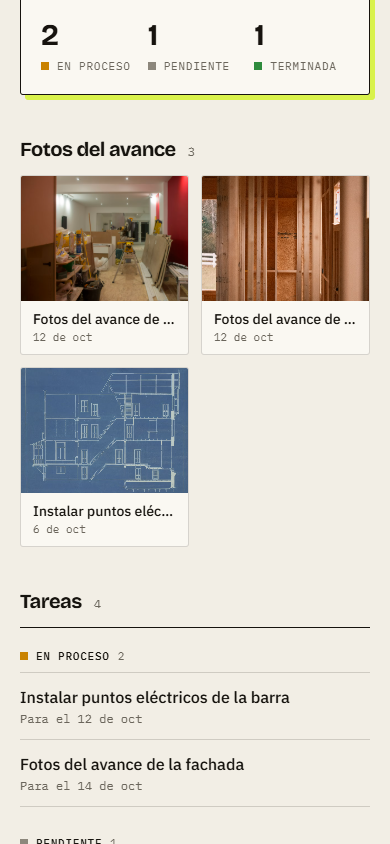 2
1
1
EN PROCESO
PENDIENTE
TERMINADA
Fotos del avance 3
Fotos del avance de ...
12 de oct
Fotos del avance de ...
12 de oct
Instalar puntos eléc...
6 de oct
Tareas 4
EN PROCESO 2
Instalar puntos eléctricos de la barra
Para el 12 de oct
Fotos del avance de la fachada
Para el 14 de oct
PENDIENTE 1